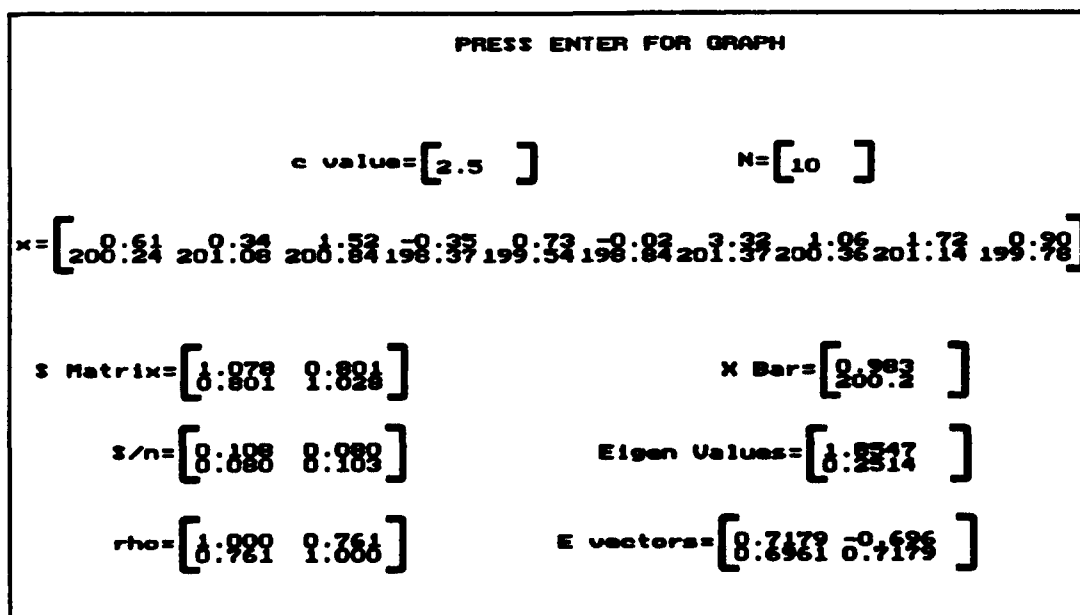 PRESS ENTER FOR GRAPH
c value=[2.5 ] N=[10 ]
x=[0.61 0.34 1.52 -0.35 0.73 -0.02 3.32 1.06 1.72 0.90
200.24 201.08 200.84 198.37 199.54 198.84 201.37 200.36 201.14 199.78]
S Matrix=[1.078 0.801
0.801 1.028]
X Bar=[0.983
200.2 ]
S/n=[0.108 0.080
0.080 0.103]
Eigen Values=[1.8547
0.2514 ]
rho=[1.000 0.761
0.761 1.000]
E vectors=[0.7179 -0.696
0.6961 0.7179 ]